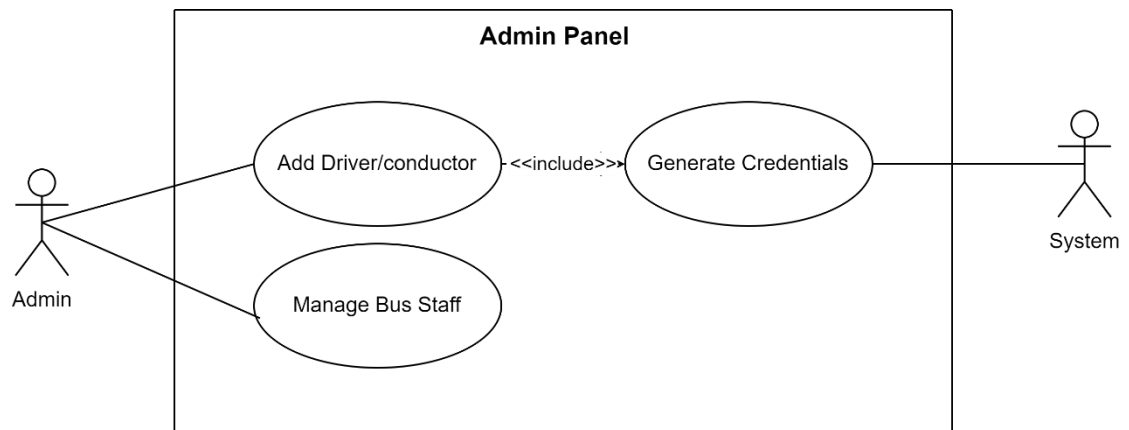 Admin Panel
Add Driver/conductor
<<include>>
Generate Credentials
System
Admin
Manage Bus Staff